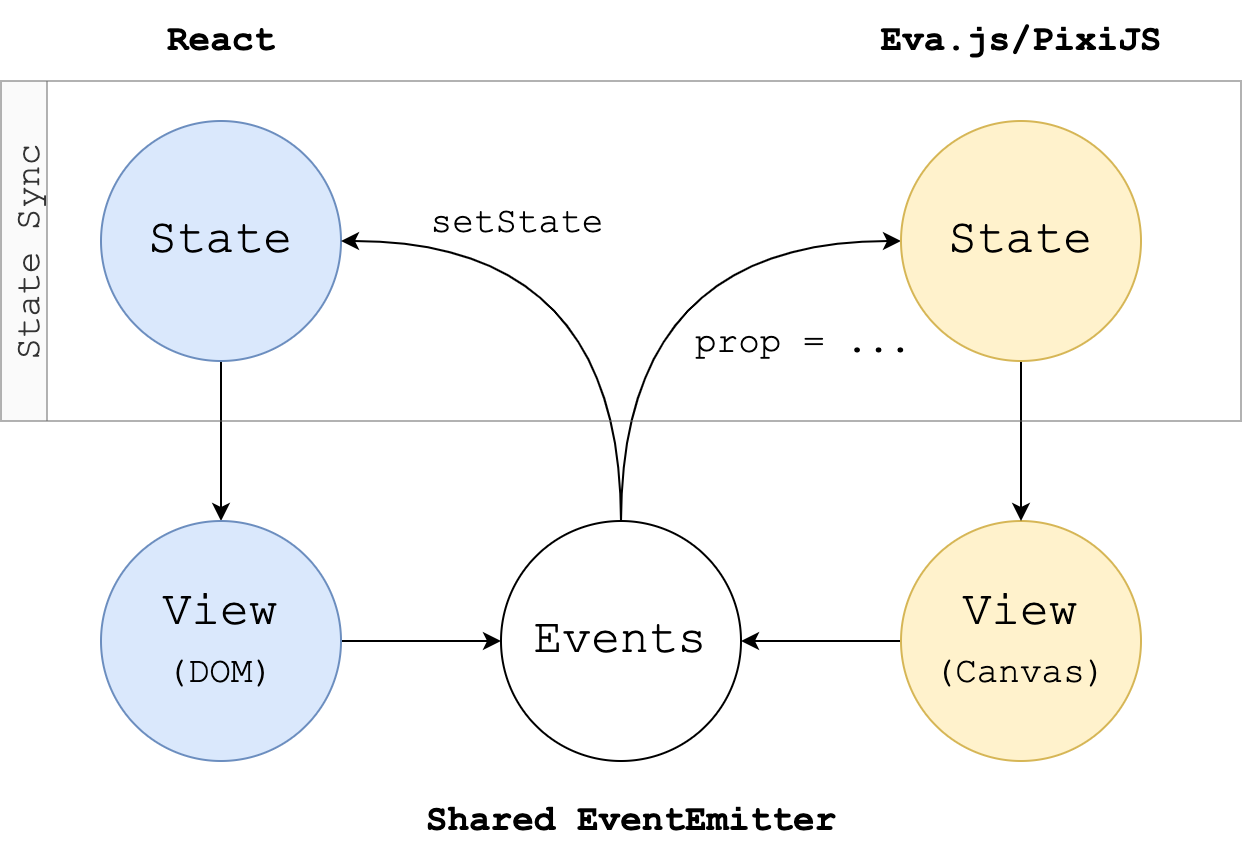 React
Eva.js/PixiJS
State Sync
State
setState
State
prop = ...
View
(DOM)
Events
View
(Canvas)
Shared EventEmitter